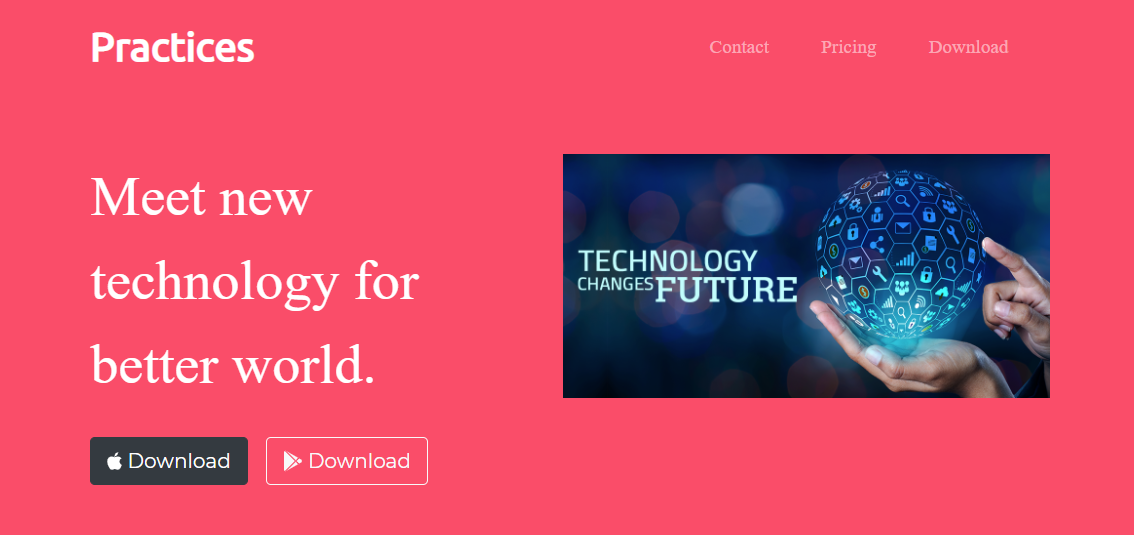 Practices
Contact Pricing Download
Meet new
technology for
better world.
TECHNOLOGY
CHANGES FUTURE
Download Download